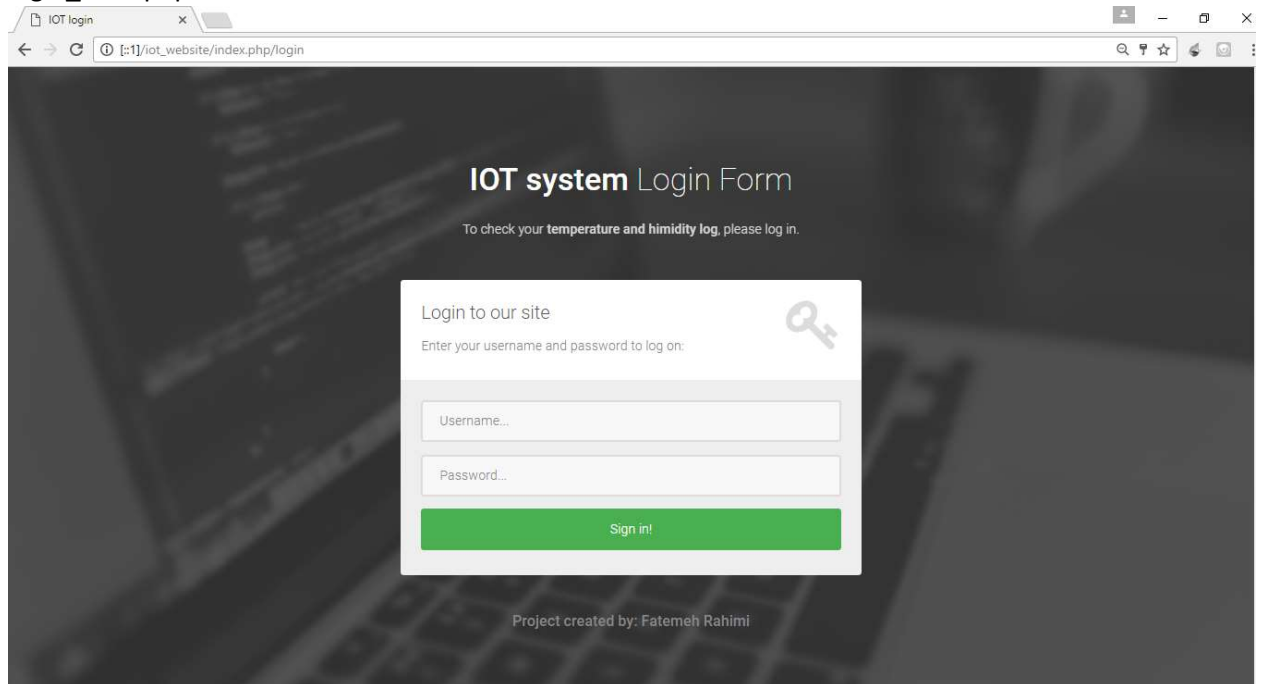 IOT login
[::1]/iot_website/index.php/login
IOT system Login Form
To check your temperature and himidity log, please log in.
Login to our site
Enter your username and password to log on:
Username...
Password...
Sign in!
Project created by: Fatemeh Rahimi